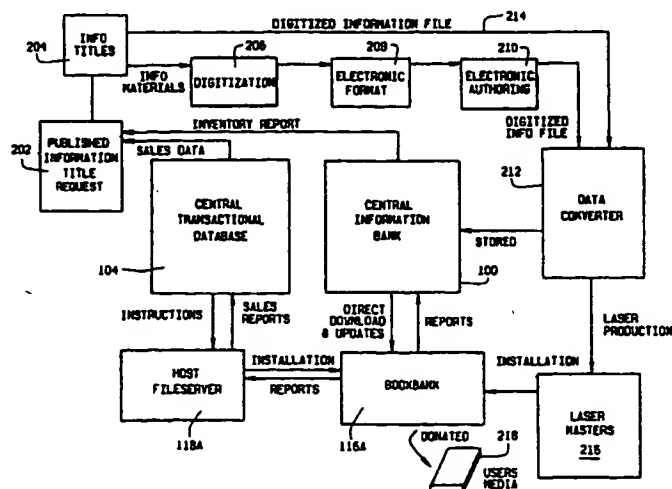 DIGITIZED INFORMATION FILE
214
INFO
TITLES
204
206
208
210
INFO
MATERIALS
DIGITIZATION
ELECTRONIC
FORMAT
ELECTRONIC
AUTHORING
INVENTORY REPORT
DIGITIZED
INFO FILE
202
PUBLISHED
INFORMATION
TITLE
REQUEST
SALES DATA
212
CENTRAL
TRANSACTIONAL
DATABASE
CENTRAL
INFORMATION
BANK
DATA
CONVERTER
STORED
104
100
INSTRUCTIONS
SALES
REPORTS
DIRECT
DOWNLOAD
& UPDATES
REPORTS
LASER
PRODUCTION
HOST
FILESERVER
INSTALLATION
REPORTS
BOOKBANK
INSTALLATION
LASER
MASTERS
216
118A
116A
DONATED
218
USERS
MEDIA